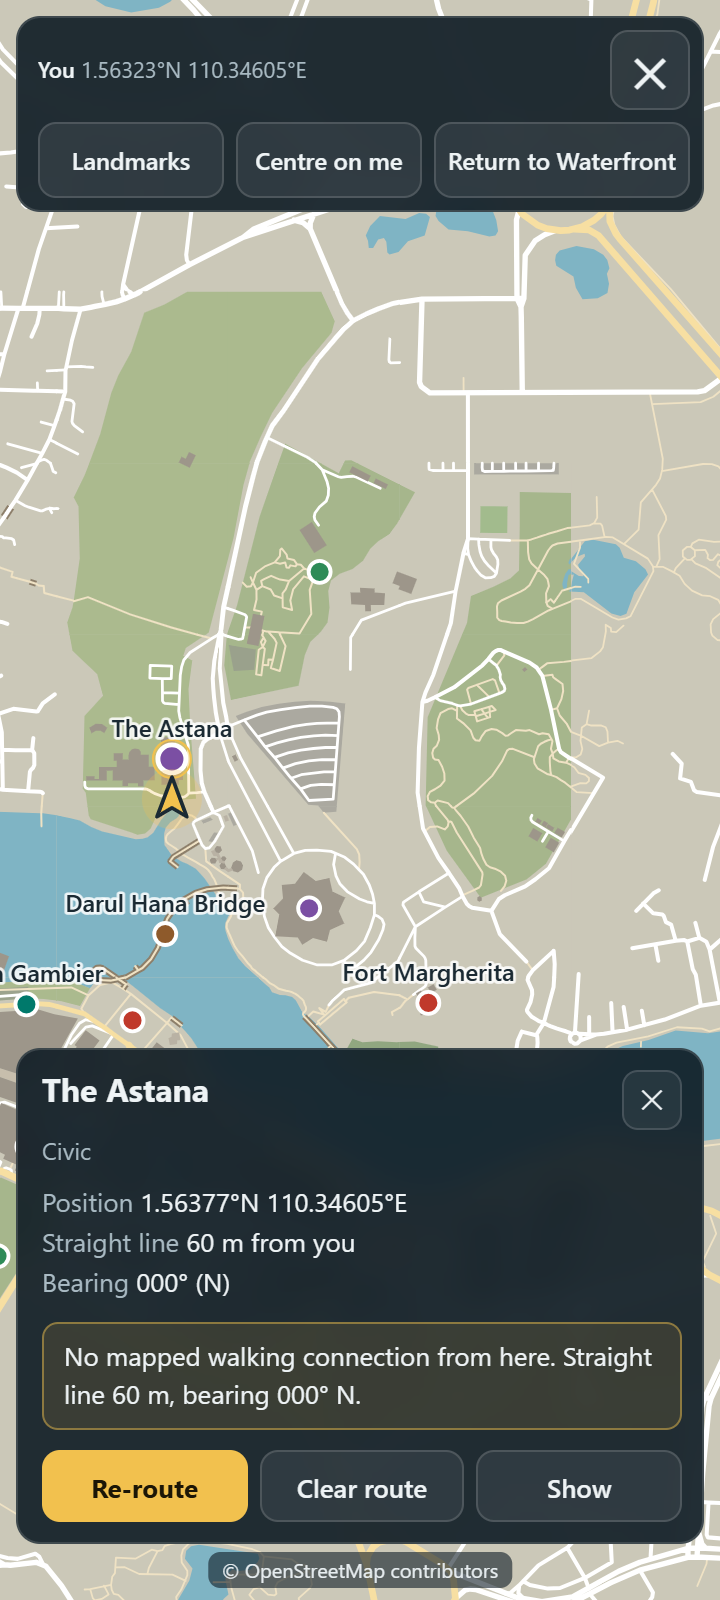 You 1.56323°N 110.34605°E
Landmarks
Centre on me
Return to Waterfront
The Astana
Darul Hana Bridge
Gambier
Fort Margherita
The Astana
Civic
Position 1.56377°N 110.34605°E
Straight line 60 m from you
Bearing 000° (N)
No mapped walking connection from here. Straight
line 60 m, bearing 000° N.
Re-route
Clear route
Show
© OpenStreetMap contributors